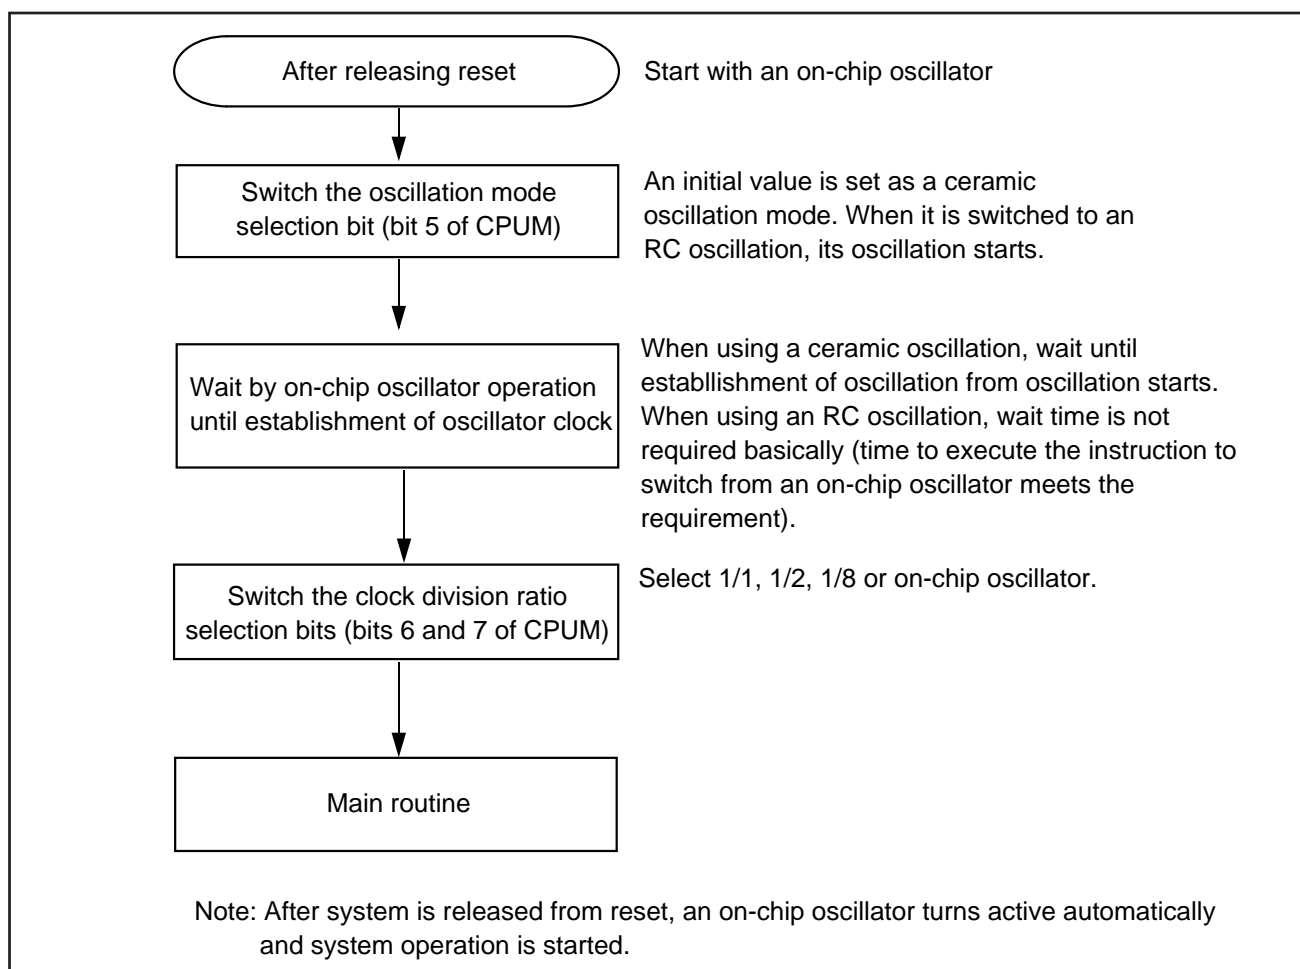 After releasing reset
Start with an on-chip oscillator
Switch the oscillation mode
selection bit (bit 5 of CPUM)
An initial value is set as a ceramic
oscillation mode. When it is switched to an
RC oscillation, its oscillation starts.
Wait by on-chip oscillator operation
until establishment of oscillator clock
When using a ceramic oscillation, wait until
establlishment of oscillation from oscillation starts.
When using an RC oscillation, wait time is not
required basically (time to execute the instruction to
switch from an on-chip oscillator meets the
requirement).
Switch the clock division ratio
selection bits (bits 6 and 7 of CPUM)
Select 1/1, 1/2, 1/8 or on-chip oscillator.
Main routine
Note: After system is released from reset, an on-chip oscillator turns active automatically
and system operation is started.